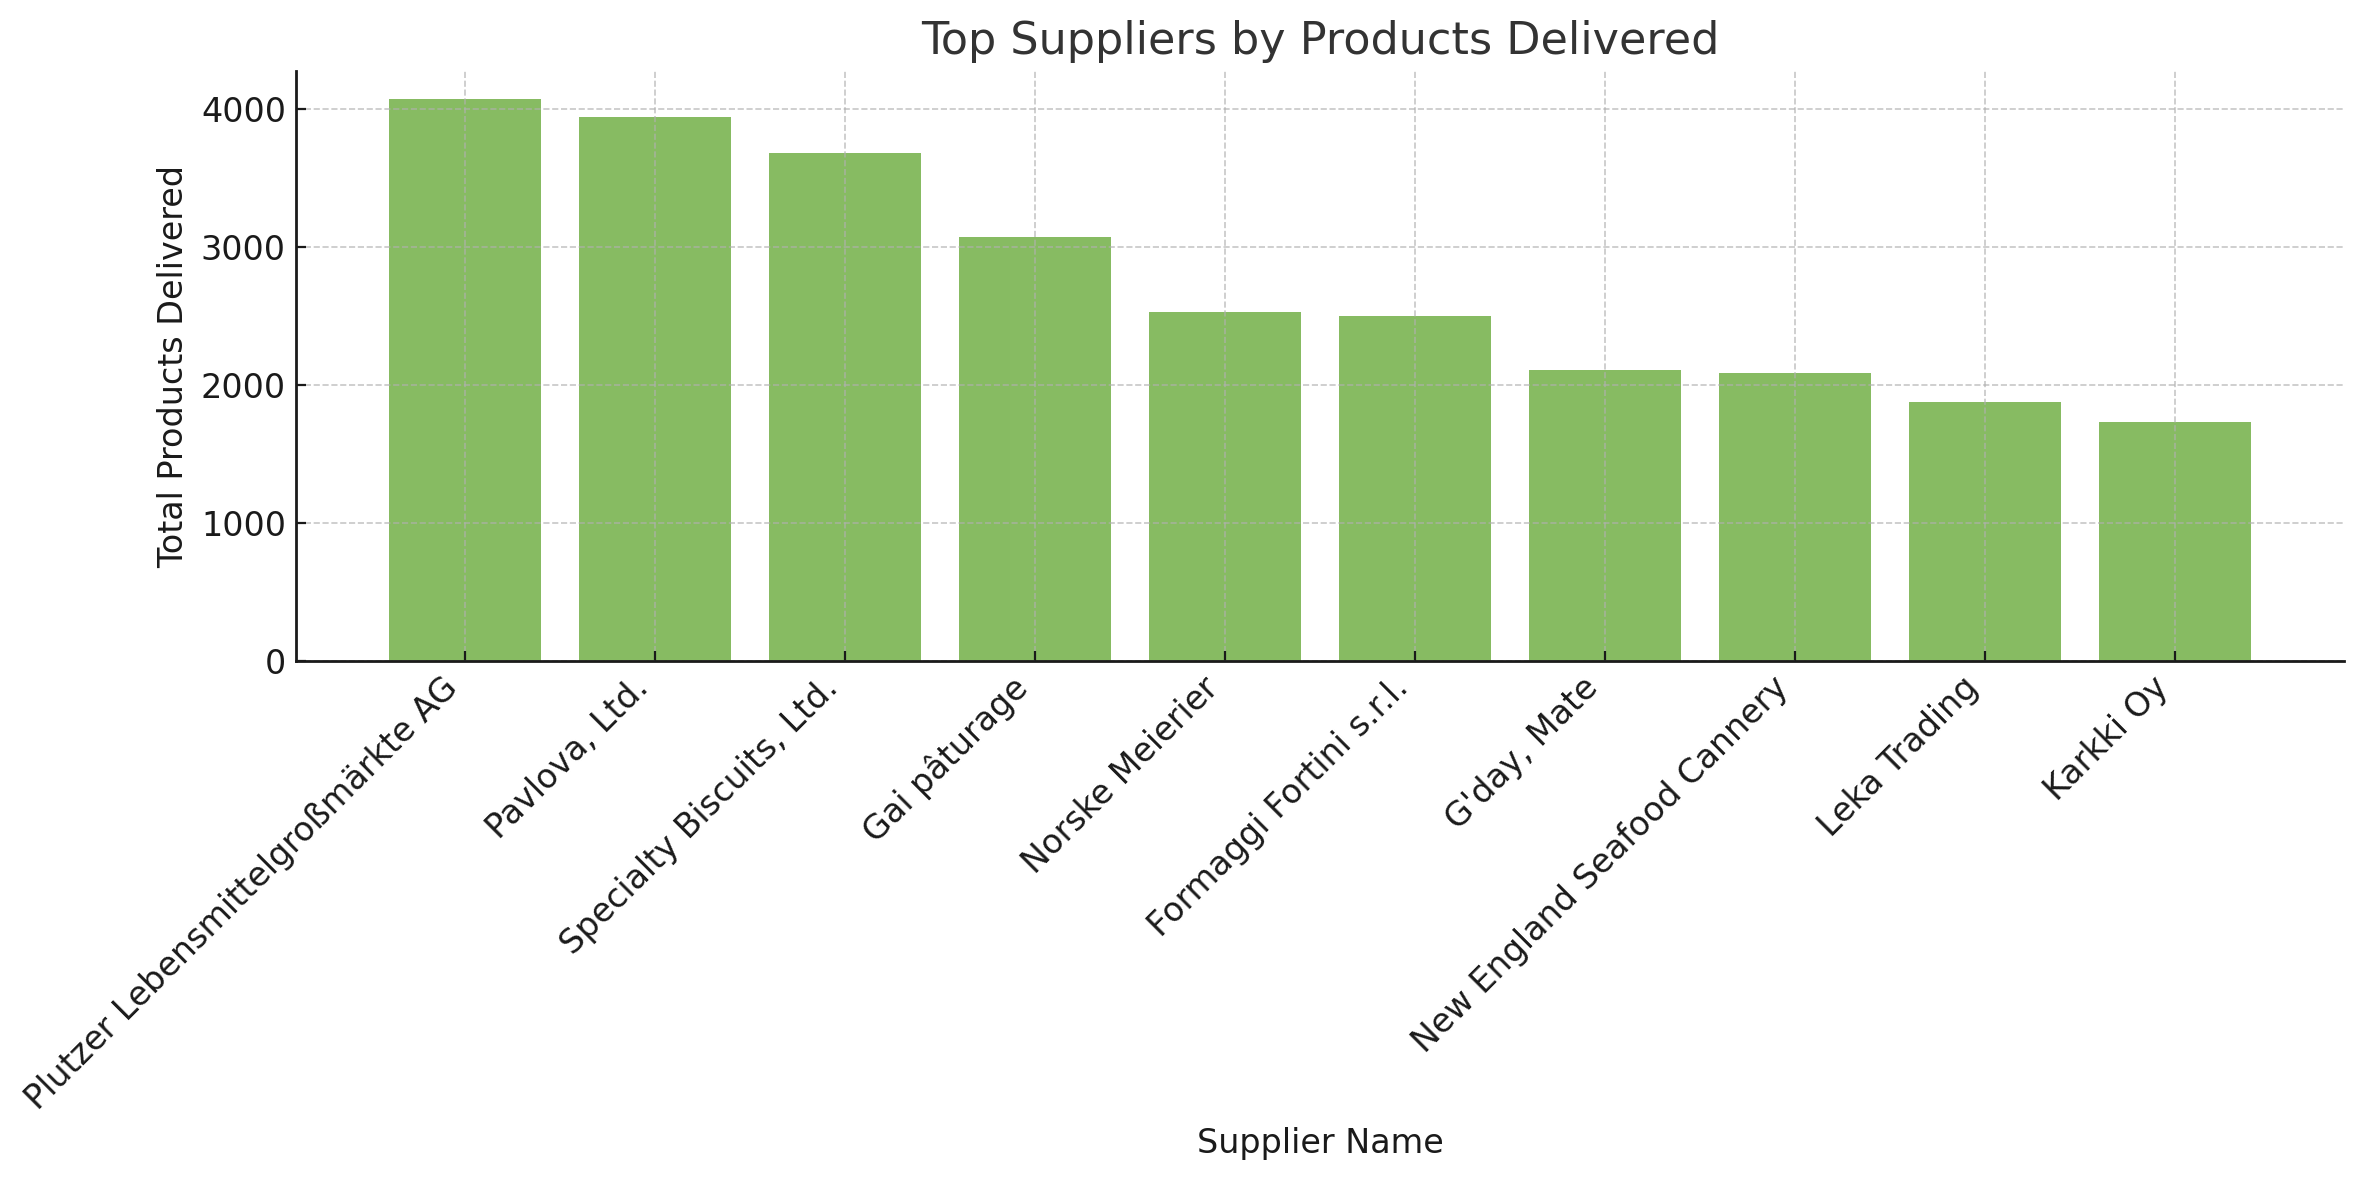 Top Suppliers by Products Delivered
Total Products Delivered
4000
3000
2000
1000
0
Plutzer Lebensmittelgroßmärkte AG
Pavlova, Ltd.
Specialty Biscuits, Ltd.
Gai pâturage
Norske Meierier
Formaggi Fortini s.r.l.
G'day, Mate
New England Seafood Cannery
Leka Trading
Karkki Oy
Supplier Name